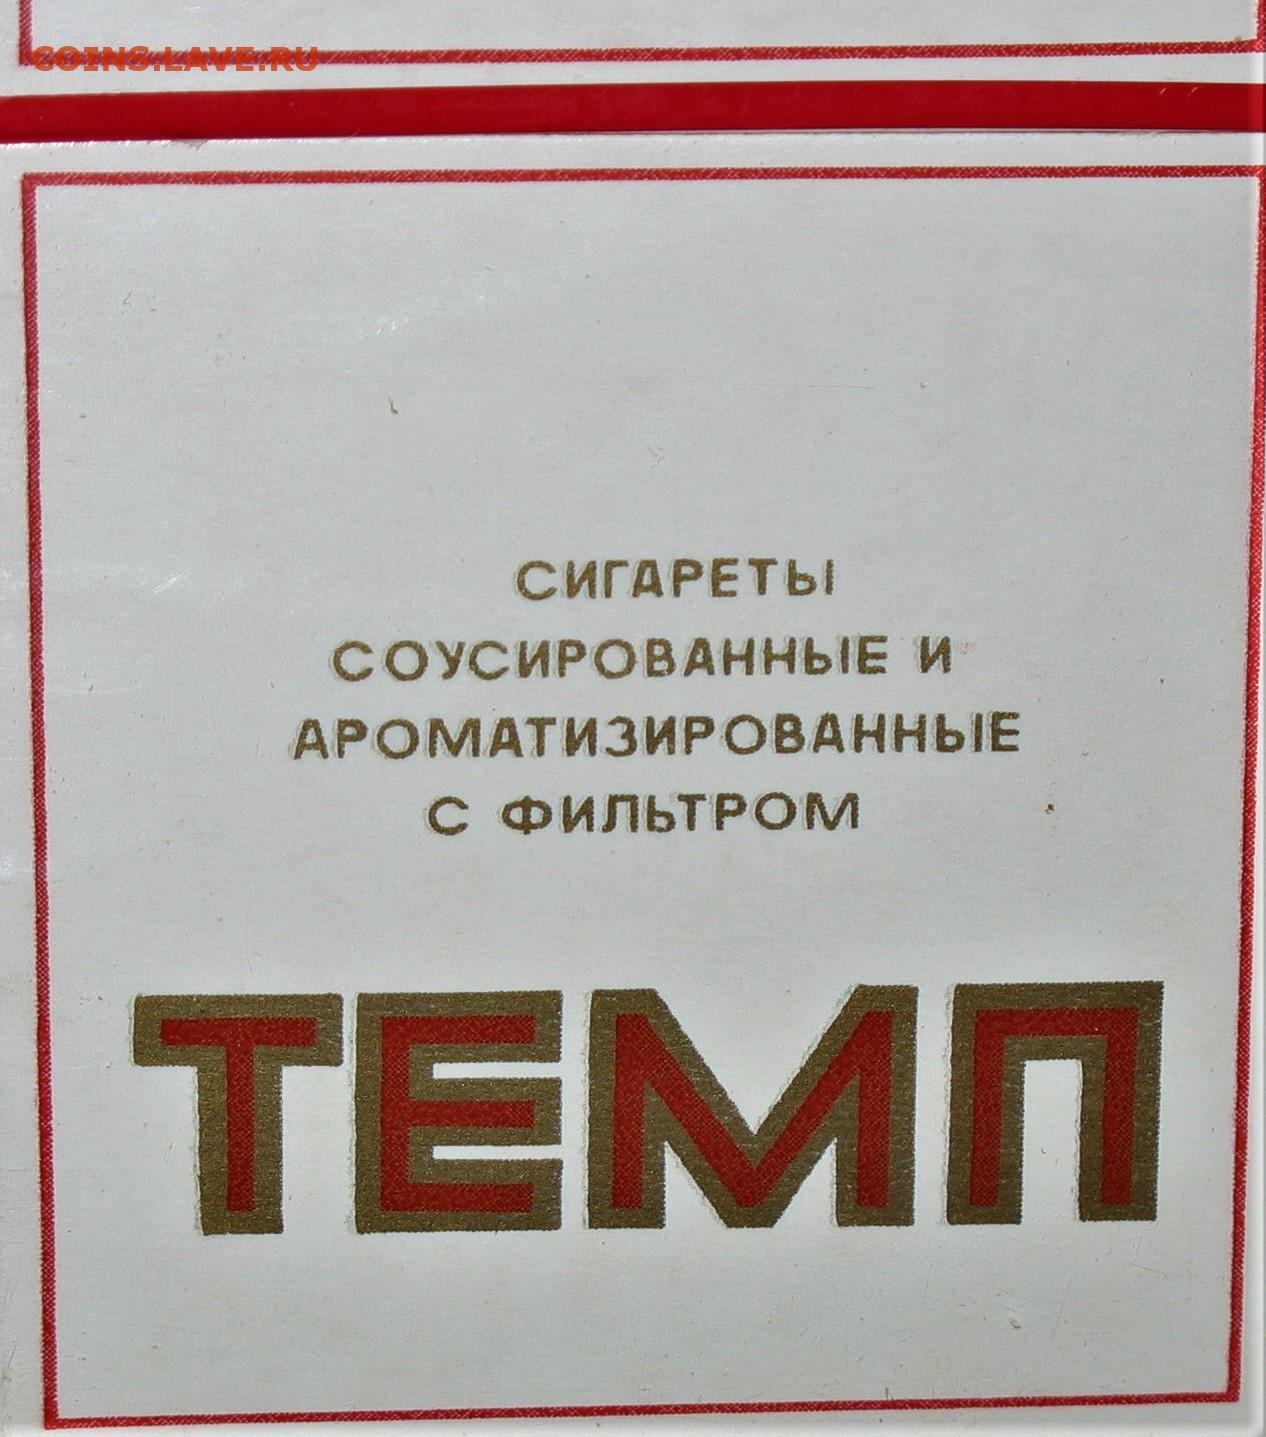 COINS.LAVE.RU
СИГАРЕТЫ
СОУСИРОВАННЫЕ И
АРОМАТИЗИРОВАННЫЕ
С ФИЛЬТРОМ
ТЕМП